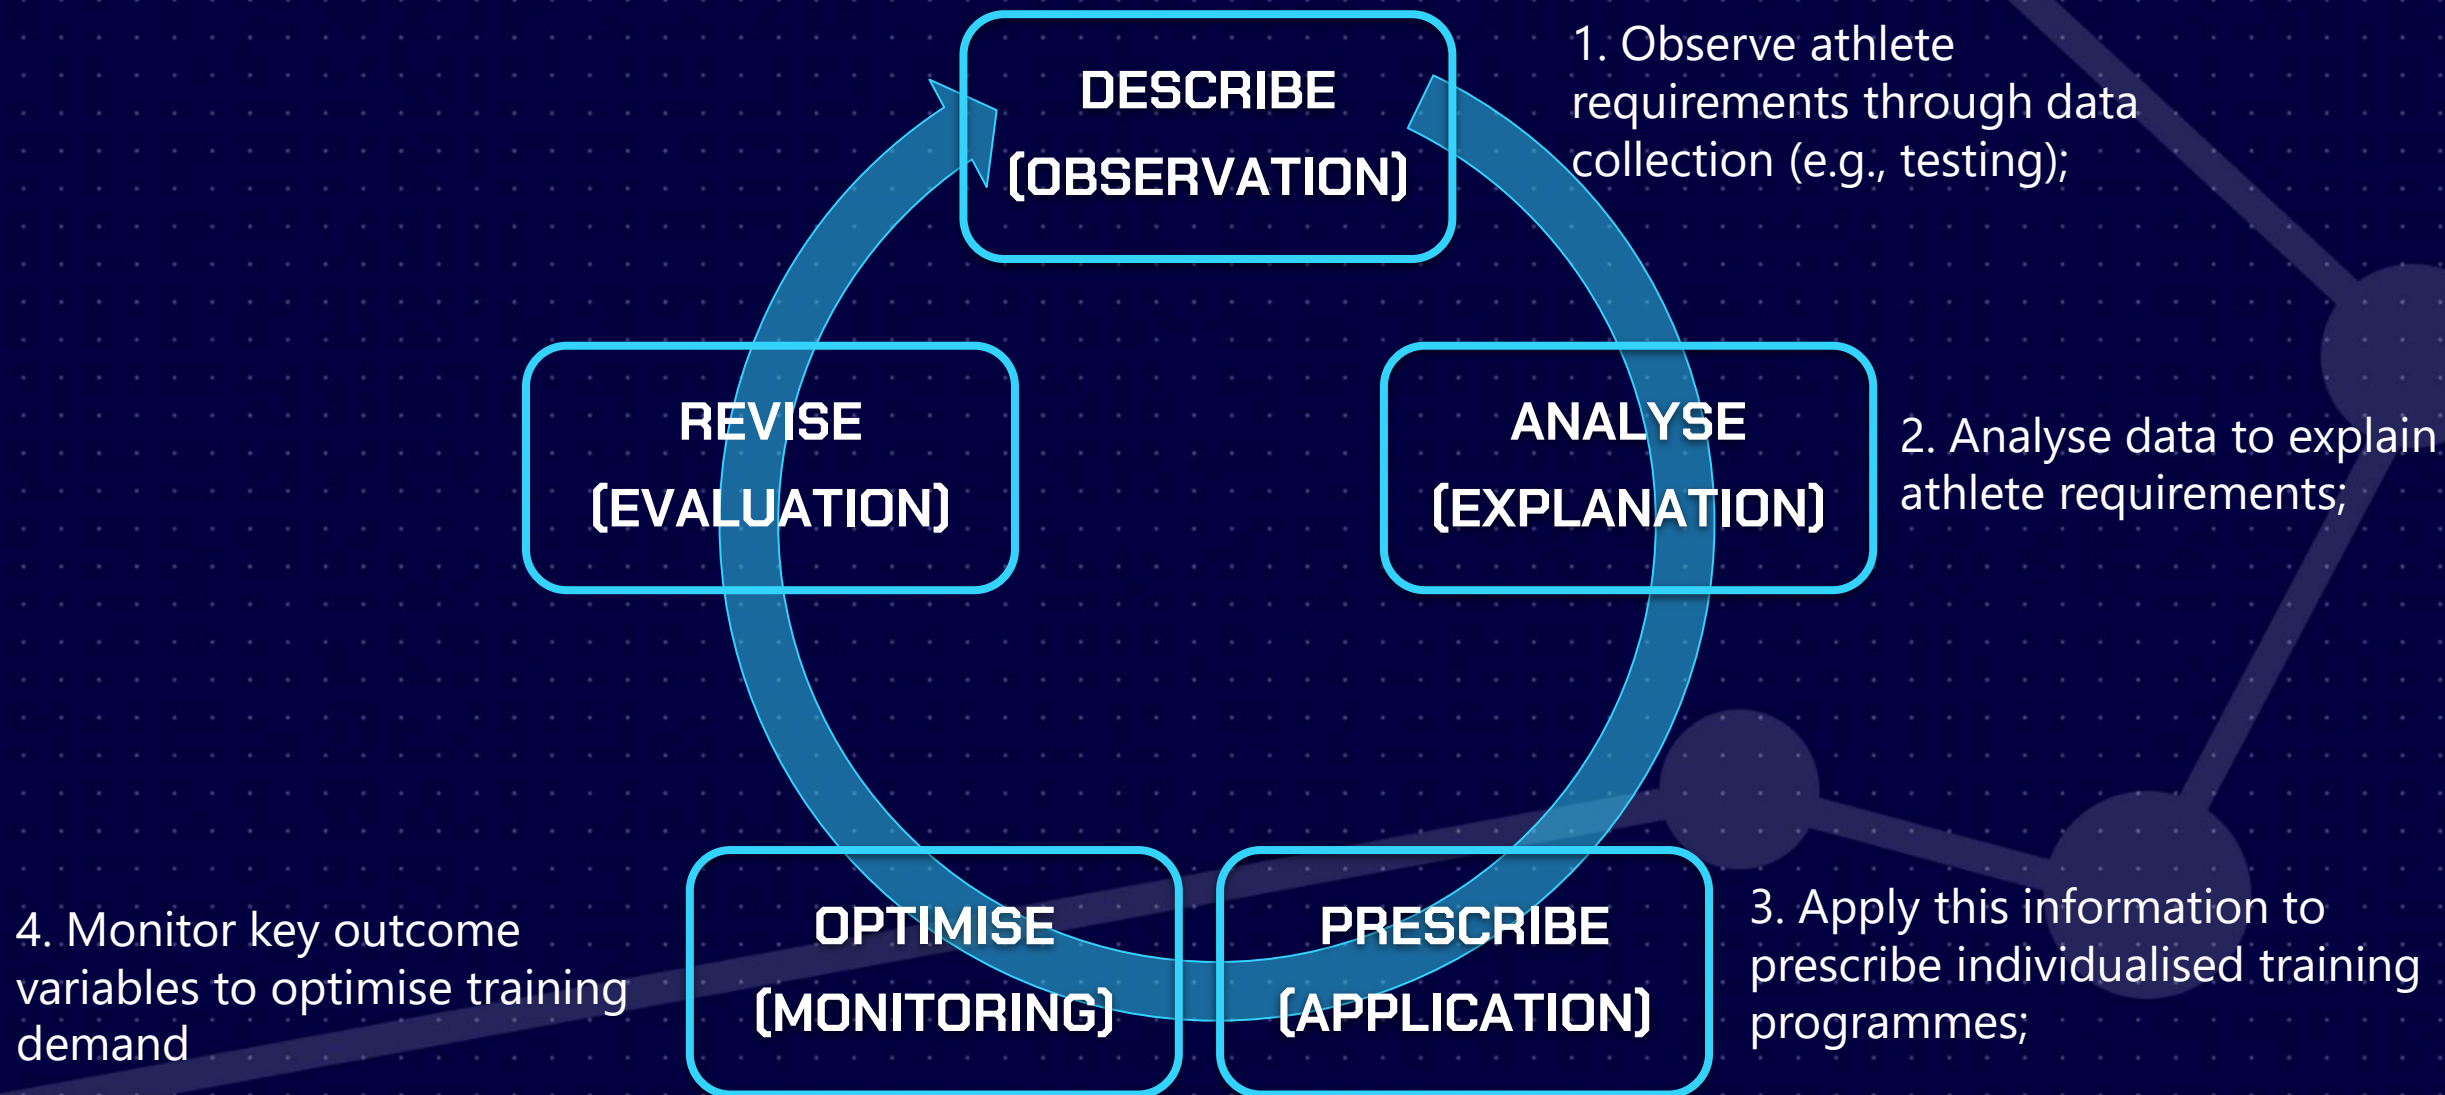 DESCRIBE
(OBSERVATION)
1. Observe athlete
requirements through data
collection (e.g., testing);
ANALYSE
(EXPLANATION)
2. Analyse data to explain
athlete requirements;
PRESCRIBE
(APPLICATION)
3. Apply this information to
prescribe individualised training
programmes;
OPTIMISE
(MONITORING)
4. Monitor key outcome
variables to optimise training
demand
REVISE
(EVALUATION)